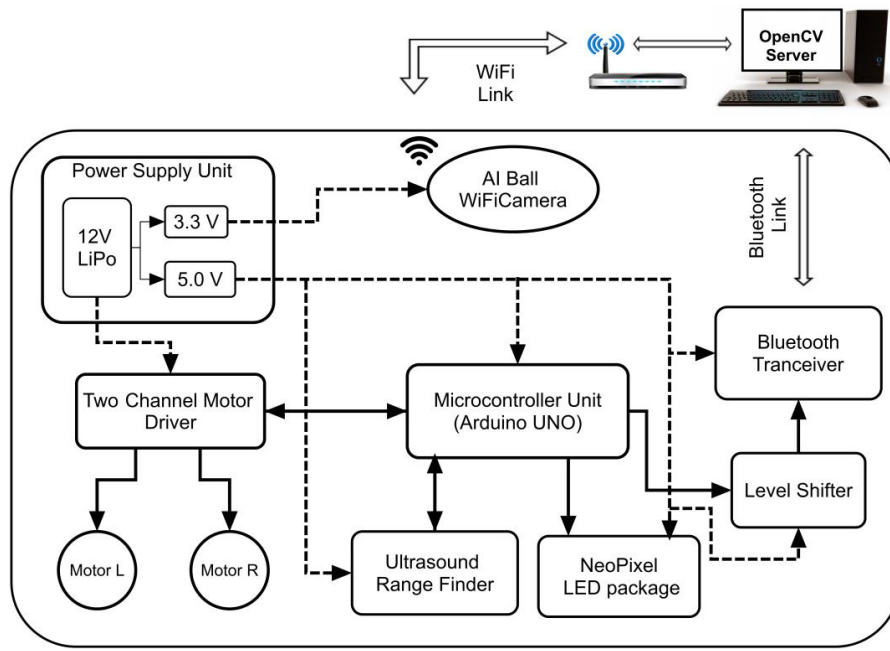 OpenCV
Server
WiFi
Link
Power Supply Unit
12V
LiPo
3.3 V
5.0 V
AI Ball
WiFiCamera
Bluetooth
Link
Two Channel Motor
Driver
Microcontroller Unit
(Arduino UNO)
Bluetooth
Tranceiver
Level Shifter
Motor L
Motor R
Ultrasound
Range Finder
NeoPixel
LED package